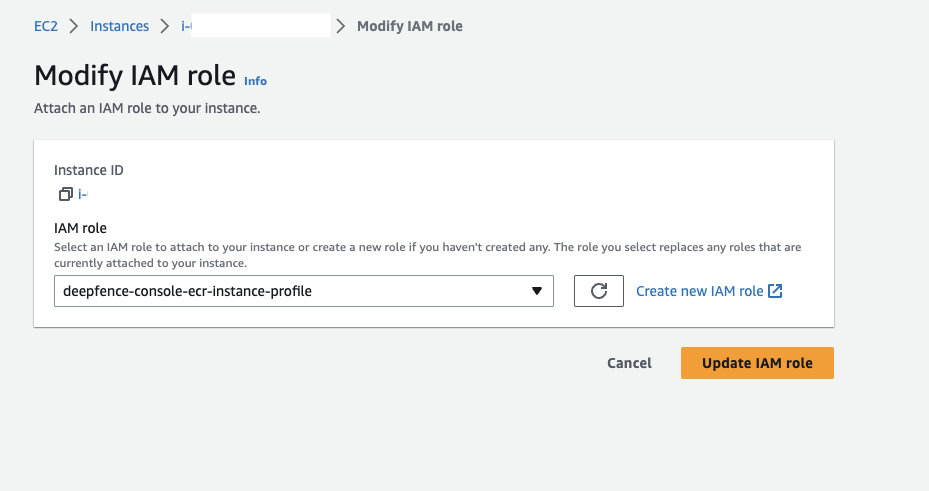 EC2 > Instances > i- > Modify IAM role
Modify IAM role Info
Attach an IAM role to your instance.
Instance ID
i-
IAM role
Select an IAM role to attach to your instance or create a new role if you haven't created any. The role you select replaces any roles that are
currently attached to your instance.
deepfence-console-ecr-instance-profile
Create new IAM role
Cancel
Update IAM role